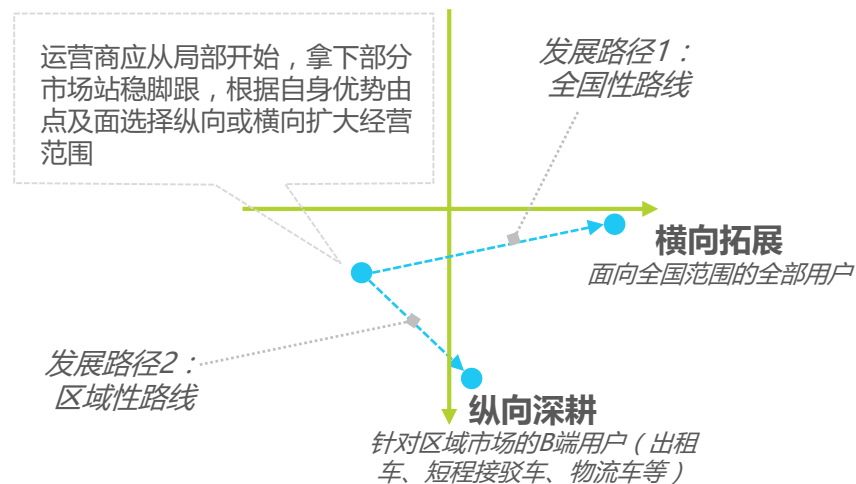 运营商应从局部开始，拿下部分
市场站稳脚跟，根据自身优势由
点及面选择纵向或横向扩大经营
范围
发展路径1：
全国性路线
横向拓展
面向全国范围的全部用户
发展路径2：
区域性路线
纵向深耕
针对区域市场的B端用户（出租
车、短程接驳车、物流车等）